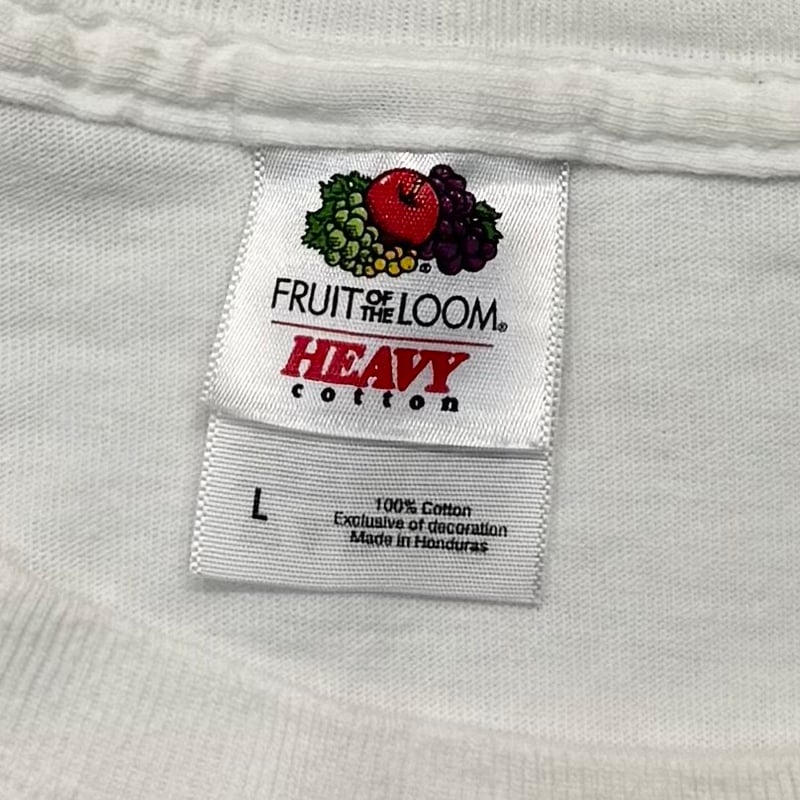 ®
FRUIT OF THE LOOM®
HEAVY
cotton
L
100% Cotton
Exclusive of decoration
Made in Honduras